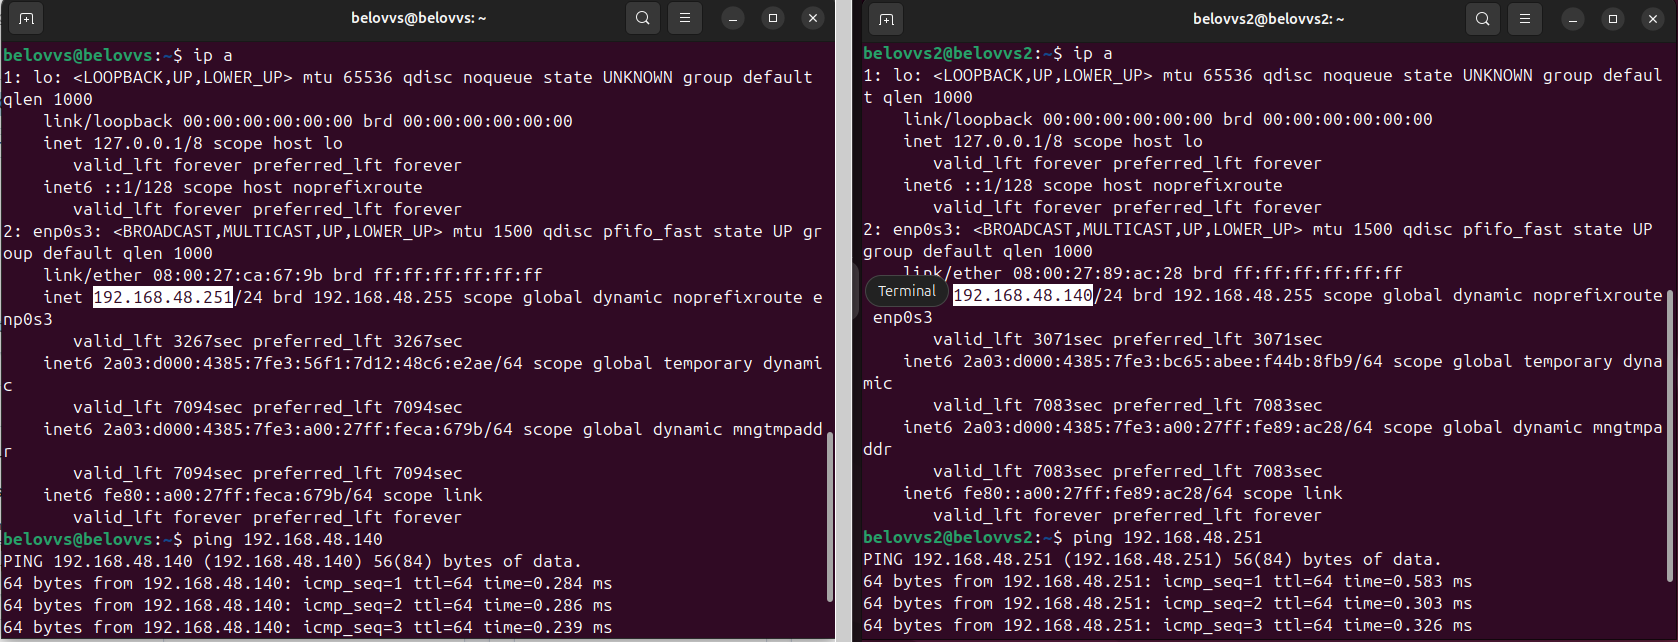 belovvs@belovvs: ~
belovvs@belovvs:~$ ip a
1: lo: <LOOPBACK,UP,LOWER_UP> mtu 65536 qdisc noqueue state UNKNOWN group default
qlen 1000
    link/loopback 00:00:00:00:00:00 brd 00:00:00:00:00:00
    inet 127.0.0.1/8 scope host lo
       valid_lft forever preferred_lft forever
    inet6 ::1/128 scope host noprefixroute
       valid_lft forever preferred_lft forever
2: enp0s3: <BROADCAST,MULTICAST,UP,LOWER_UP> mtu 1500 qdisc pfifo_fast state UP gr
oup default qlen 1000
    link/ether 08:00:27:ca:67:9b brd ff:ff:ff:ff:ff:ff
    inet 192.168.48.251/24 brd 192.168.48.255 scope global dynamic noprefixroute e
np0s3
       valid_lft 3267sec preferred_lft 3267sec
    inet6 2a03:d000:4385:7fe3:56f1:7d12:48c6:e2ae/64 scope global temporary dynami
c
       valid_lft 7094sec preferred_lft 7094sec
    inet6 2a03:d000:4385:7fe3:a00:27ff:feca:679b/64 scope global dynamic mngtmpadd
r
       valid_lft 7094sec preferred_lft 7094sec
    inet6 fe80::a00:27ff:feca:679b/64 scope link
       valid_lft forever preferred_lft forever
belovvs@belovvs:~$ ping 192.168.48.140
PING 192.168.48.140 (192.168.48.140) 56(84) bytes of data.
64 bytes from 192.168.48.140: icmp_seq=1 ttl=64 time=0.284 ms
64 bytes from 192.168.48.140: icmp_seq=2 ttl=64 time=0.286 ms
64 bytes from 192.168.48.140: icmp_seq=3 ttl=64 time=0.239 ms
belovvs2@belovvs2: ~
belovvs2@belovvs2:~$ ip a
1: lo: <LOOPBACK,UP,LOWER_UP> mtu 65536 qdisc noqueue state UNKNOWN group defaul
t qlen 1000
    link/loopback 00:00:00:00:00:00 brd 00:00:00:00:00:00
    inet 127.0.0.1/8 scope host lo
       valid_lft forever preferred_lft forever
    inet6 ::1/128 scope host noprefixroute
       valid_lft forever preferred_lft forever
2: enp0s3: <BROADCAST,MULTICAST,UP,LOWER_UP> mtu 1500 qdisc pfifo_fast state UP
group default qlen 1000
    link/ether 08:00:27:89:ac:28 brd ff:ff:ff:ff:ff:ff
Terminal
192.168.48.140/24 brd 192.168.48.255 scope global dynamic noprefixroute
 enp0s3
       valid_lft 3071sec preferred_lft 3071sec
    inet6 2a03:d000:4385:7fe3:bc65:abee:f44b:8fb9/64 scope global temporary dyna
mic
       valid_lft 7083sec preferred_lft 7083sec
    inet6 2a03:d000:4385:7fe3:a00:27ff:fe89:ac28/64 scope global dynamic mngtmpa
ddr
       valid_lft 7083sec preferred_lft 7083sec
    inet6 fe80::a00:27ff:fe89:ac28/64 scope link
       valid_lft forever preferred_lft forever
belovvs2@belovvs2:~$ ping 192.168.48.251
PING 192.168.48.251 (192.168.48.251) 56(84) bytes of data.
64 bytes from 192.168.48.251: icmp_seq=1 ttl=64 time=0.583 ms
64 bytes from 192.168.48.251: icmp_seq=2 ttl=64 time=0.303 ms
64 bytes from 192.168.48.251: icmp_seq=3 ttl=64 time=0.326 ms